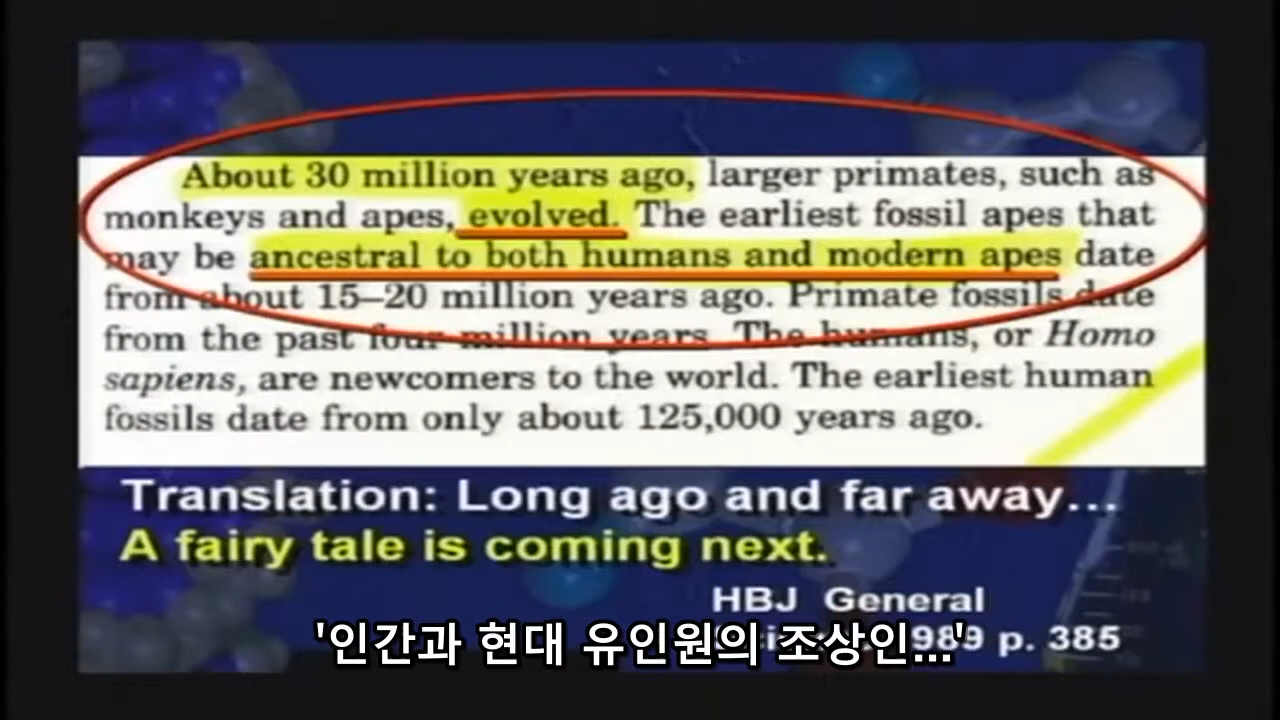 About 30 million years ago, larger primates, such as
monkeys and apes, evolved. The earliest fossil apes that
may be ancestral to both humans and modern apes date
from about 15–20 million years ago. Primate fossils date
from the past four million years. The humans, or Homo
sapiens, are newcomers to the world. The earliest human
fossils date from only about 125,000 years ago.
Translation: Long ago and far away...
A fairy tale is coming next.
HBJ General
989 p. 385
'인간과 현대 유인원의 조상인...'